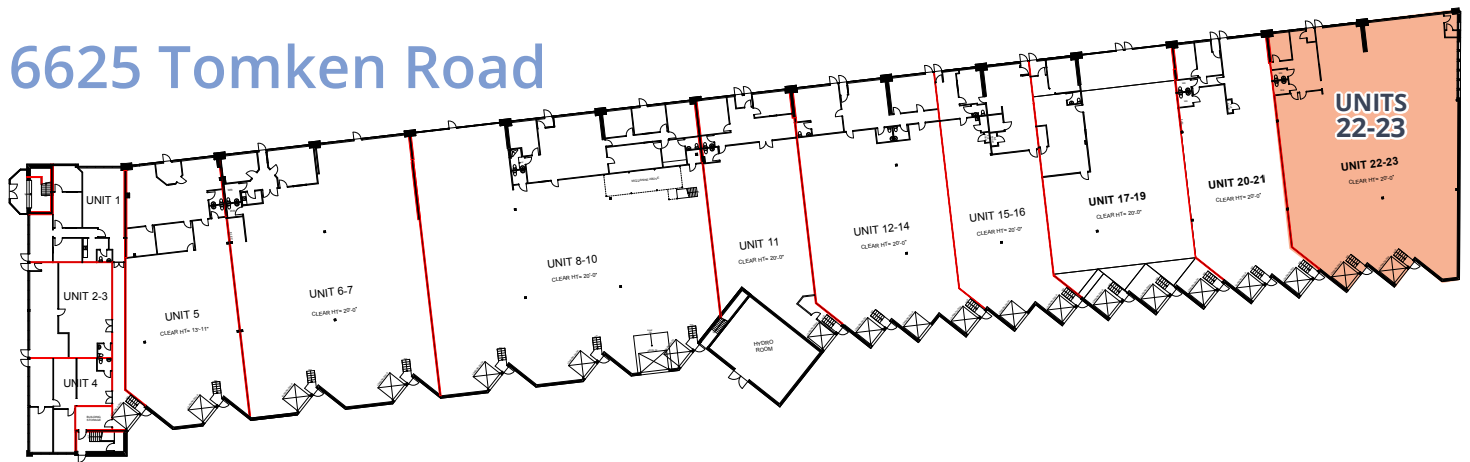 6625 Tomken Road
UNITS
22-23
UNIT 22-23
CLEAR HT= 20'-0"
UNIT 20-21
CLEAR HT= 20'-0"
UNIT 17-19
CLEAR HT= 20'-0"
UNIT 15-16
CLEAR HT= 20'-0"
UNIT 12-14
CLEAR HT= 20'-0"
UNIT 11
CLEAR HT= 20'-0"
UNIT 8-10
CLEAR HT= 20'-0"
UNIT 6-7
CLEAR HT= 20'-0"
UNIT 5
CLEAR HT= 13'-11"
UNIT 1
UNIT 2-3
UNIT 4
HYDRO
ROOM